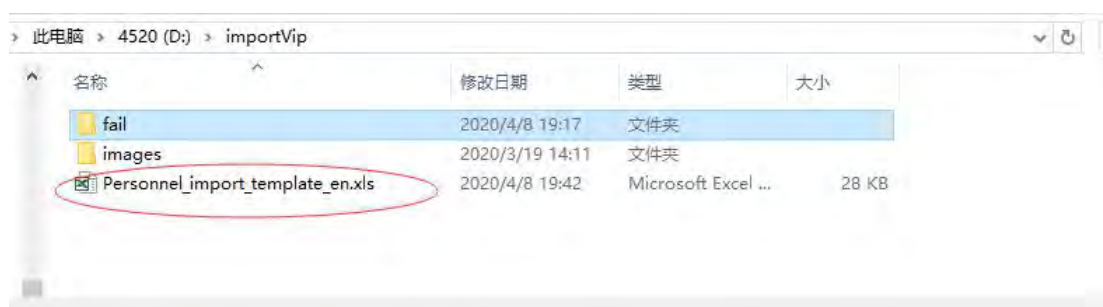 › 此电脑 › 4520 (D:) › importVip
名称 修改日期 类型 大小
fail 2020/4/8 19:17 文件夹
images 2020/3/19 14:11 文件夹
Personnel_import_template_en.xls 2020/4/8 19:42 Microsoft Excel ... 28 KB